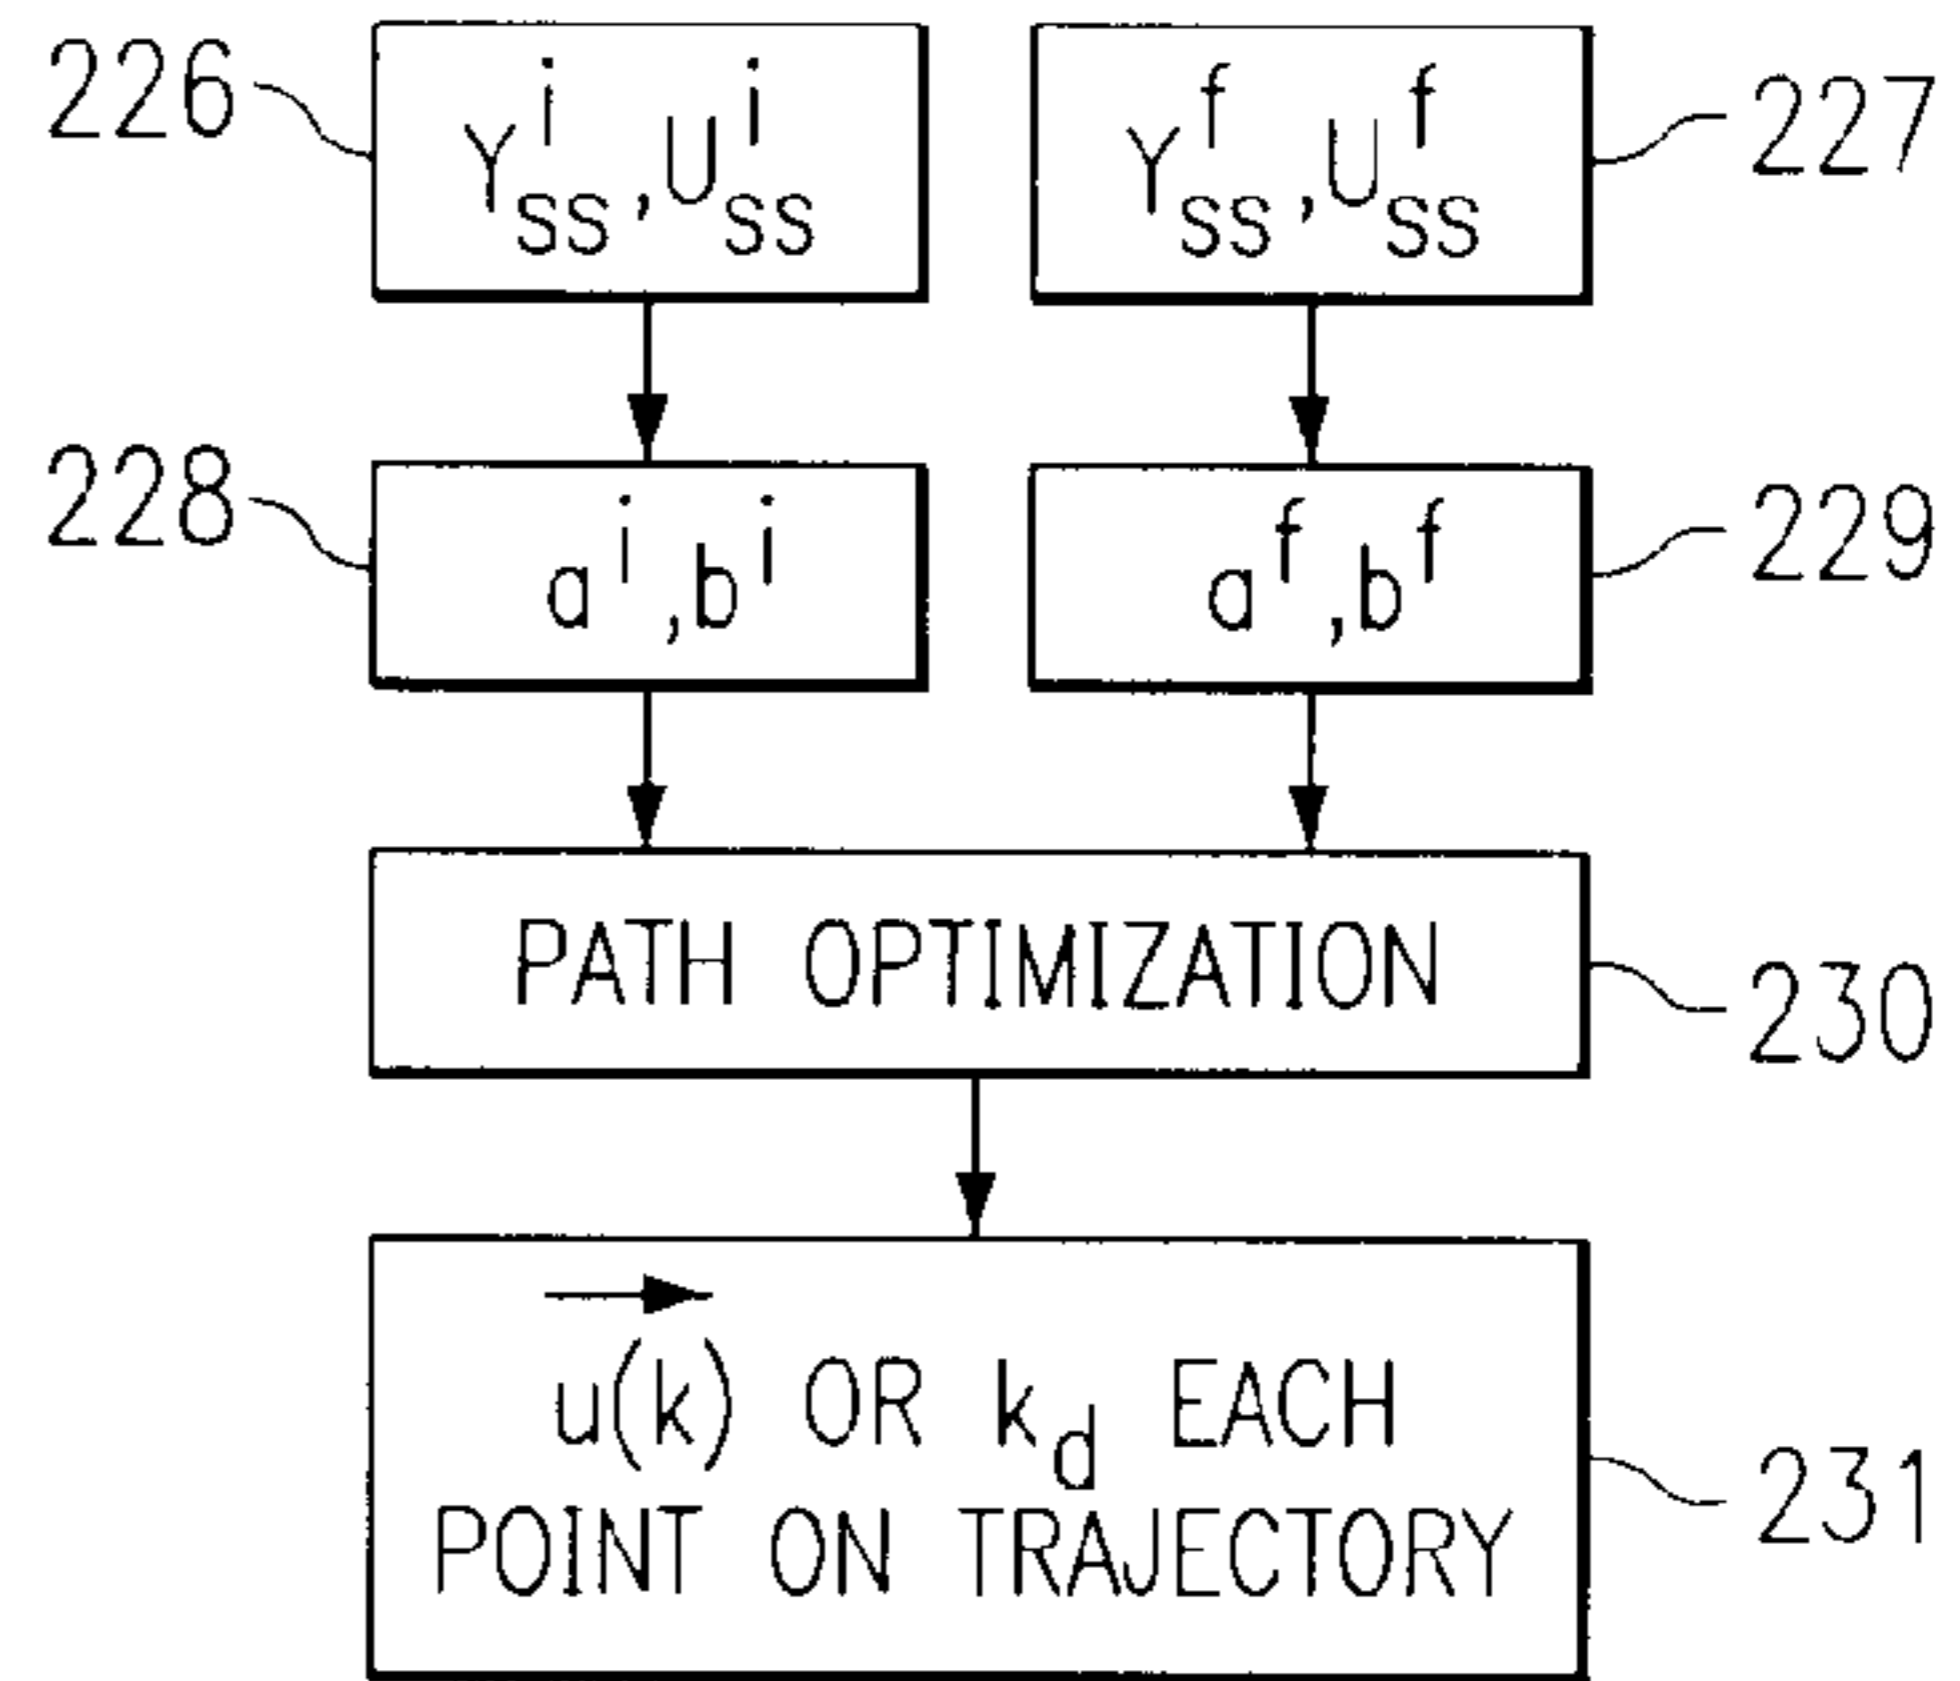 226
Y^i_ss, U^i_ss
Y^f_ss, U^f_ss
227
228
a^i, b^i
a^f, b^f
229
PATH OPTIMIZATION
230
u(k) OR k_d EACH
POINT ON TRAJECTORY
231